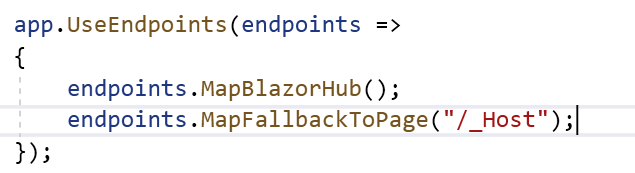 app.UseEndpoints(endpoints =>
{
    endpoints.MapBlazorHub();
    endpoints.MapFallbackToPage("/_Host");
});